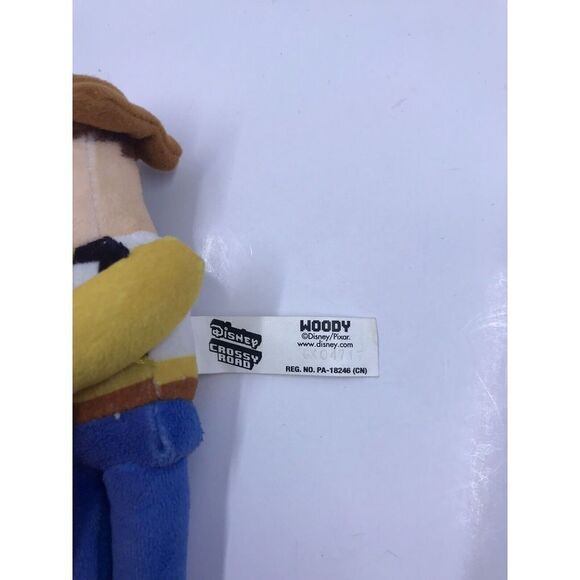 Disney
CROSSY
ROAD
WOODY
©Disney/Pixar.
www.disney.com
REG. NO. PA-18246 (CN)